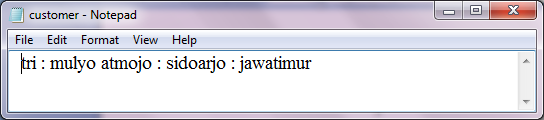 customer - Notepad
File Edit Format View Help
tri : mulyo atmojo : sidoarjo : jawatimur